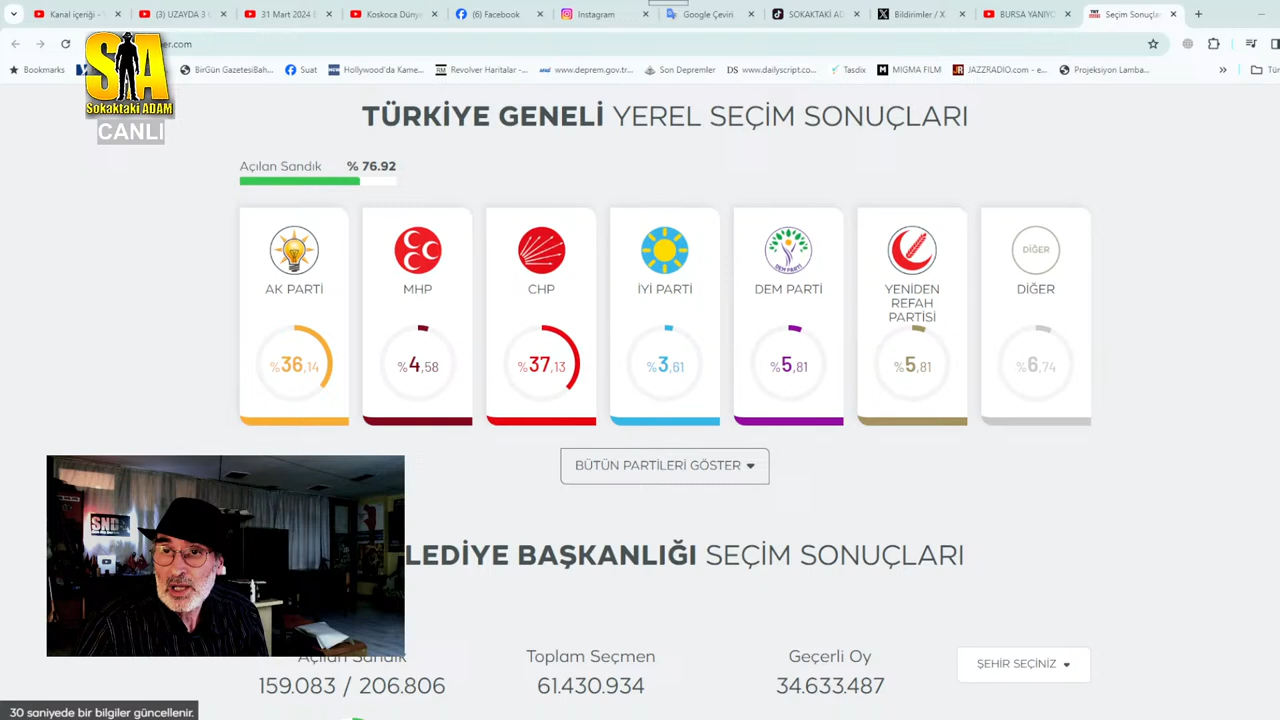 Kanal içeriği -
(3) UZAYDA 3
31 Mart 2024
Koskoca Düny
(6) Facebook
Instagram
Google Çeviri
SOKAKTAKİ AD
Bildirimler / X
BURSA YANIYO
Seçim Sonuçla
.com
Bookmarks
BirGün GazetesiBah...
Suat
Hollywood'da Kame...
Revolver Haritalar -...
www.deprem.gov.tr...
Son Depremler
DS www.dailyscript.c...
Tasdix
MIGMA FILM
JAZZRADIO.com - e...
Projeksiyon Lamba...
»
SA
Sokaktaki ADAM
CANLI
TÜRKİYE GENELİ YEREL SEÇİM SONUÇLARI
Açılan Sandık % 76.92
AK PARTİ
MHP
CHP
İYİ PARTİ
DEM PARTİ
DEM PARTİ
YENİDEN
REFAH
PARTİSİ
DİĞER
DİĞER
%36,14
%4,58
%37,13
%3,61
%5,81
%5,81
%6,74
BÜTÜN PARTİLERİ GÖSTER
LEDİYE BAŞKANLIĞI SEÇİM SONUÇLARI
Açılan Sandık
159.083 / 206.806
Toplam Seçmen
61.430.934
Geçerli Oy
34.633.487
ŞEHİR SEÇİNİZ
30 saniyede bir bilgiler güncellenir.